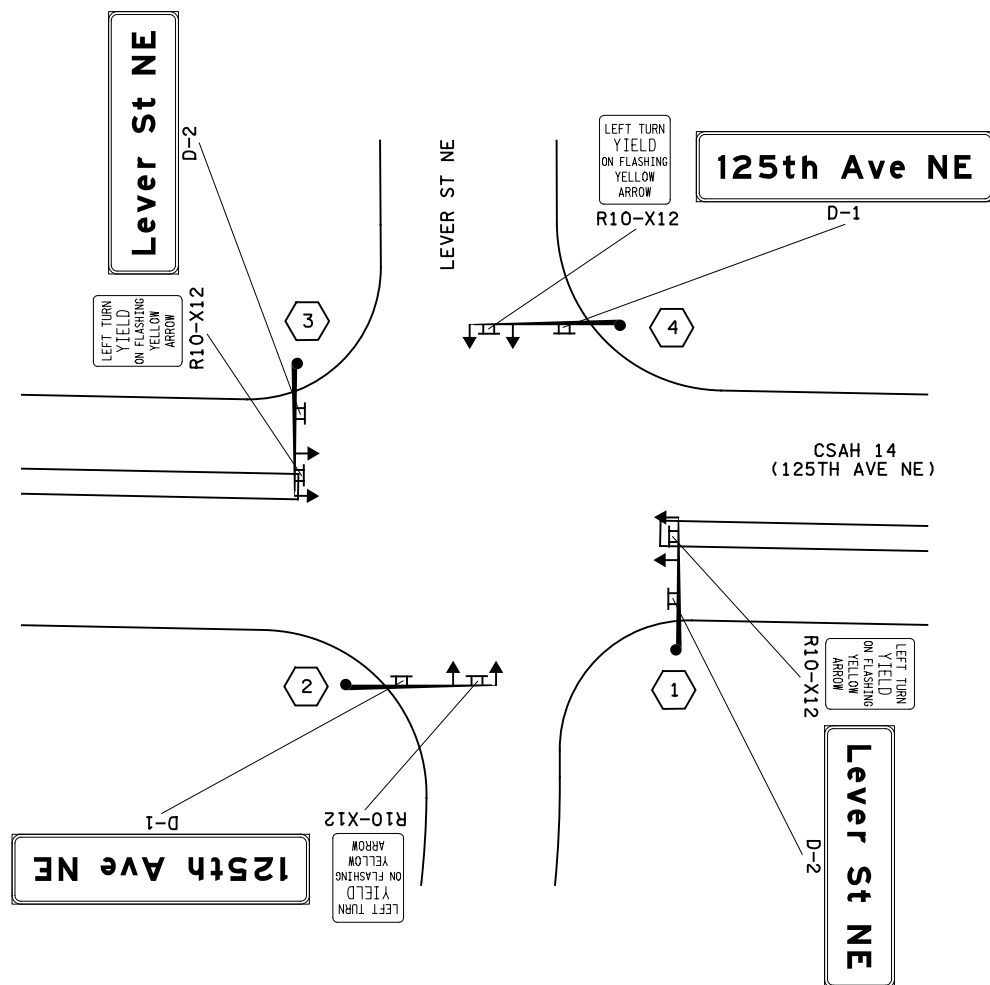 Lever St NE
D-2
LEFT TURN
YIELD
ON FLASHING
YELLOW
ARROW
R10-X12
3
LEVER ST NE
LEFT TURN
YIELD
ON FLASHING
YELLOW
ARROW
R10-X12
125th Ave NE
D-1
4
CSAH 14
(125TH AVE NE)
2
D-1
125th Ave NE
R10-X12
LEFT TURN
YIELD
ON FLASHING
YELLOW
ARROW
1
R10-X12
LEFT TURN
YIELD
ON FLASHING
YELLOW
ARROW
D-2
Lever St NE